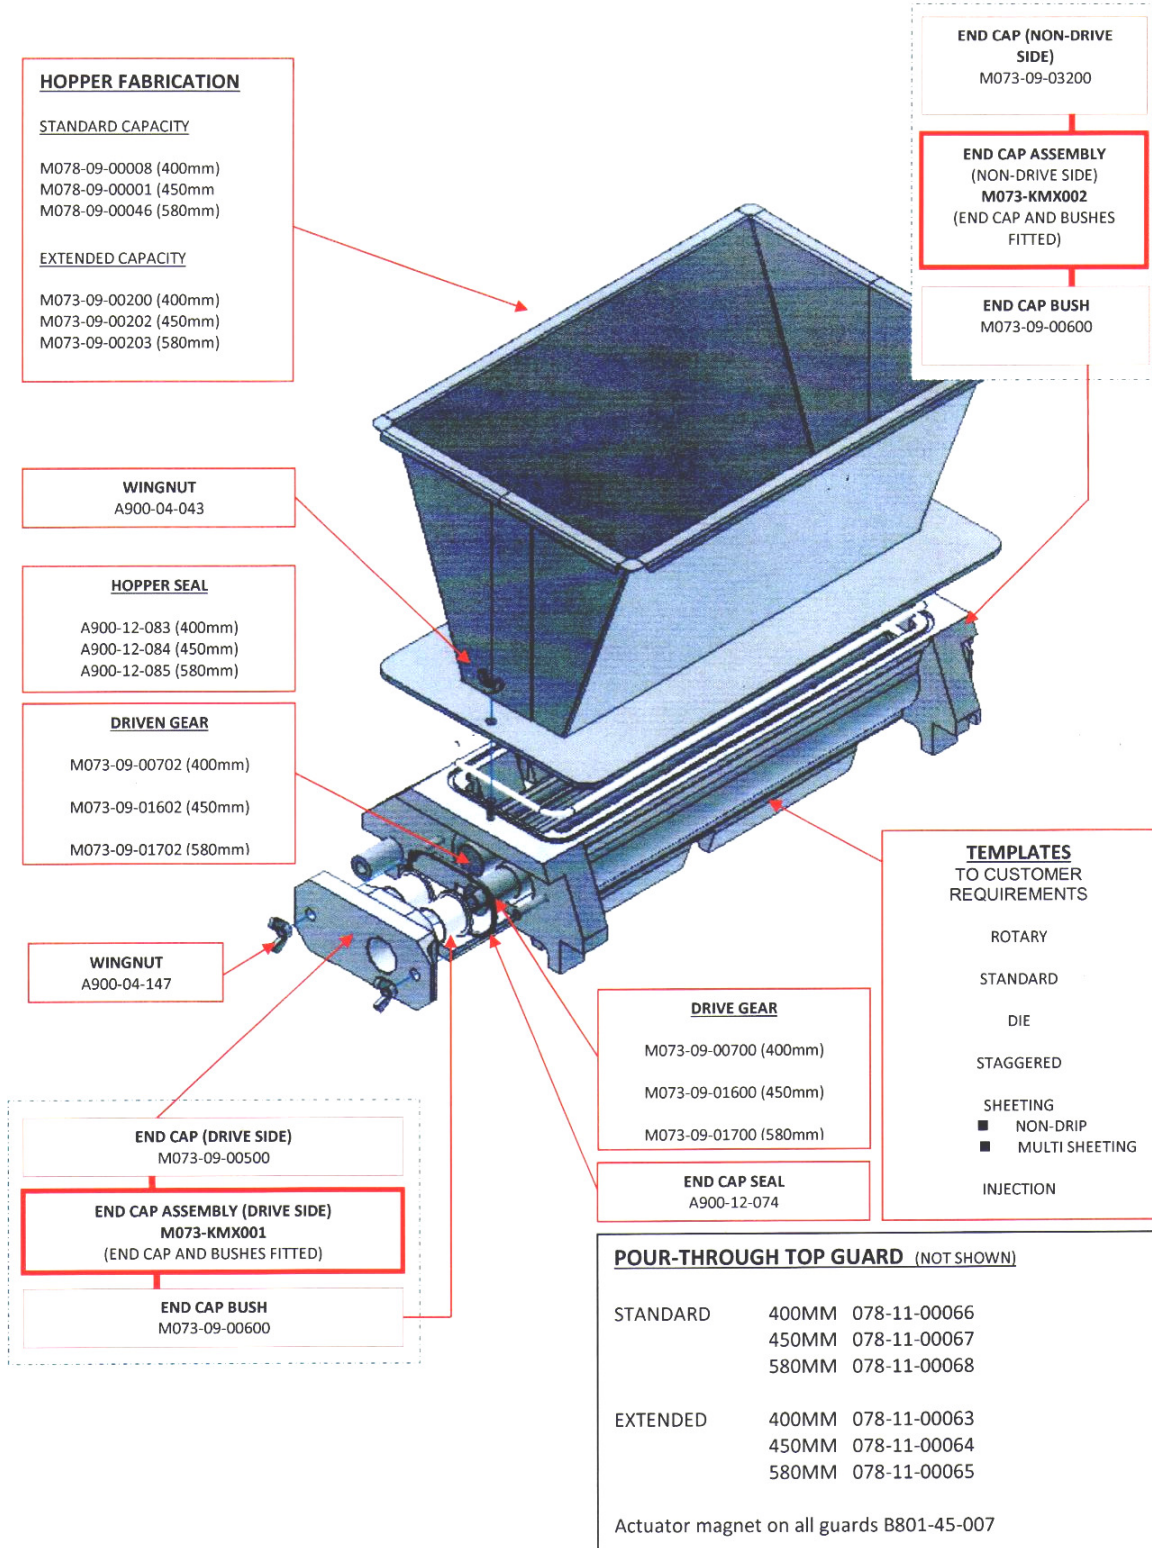 HOPPER FABRICATION
STANDARD CAPACITY
M078-09-00008 (400mm)
M078-09-00001 (450mm
M078-09-00046 (580mm)
EXTENDED CAPACITY
M073-09-00200 (400mm)
M073-09-00202 (450mm)
M073-09-00203 (580mm)
END CAP (NON-DRIVE
SIDE)
M073-09-03200
END CAP ASSEMBLY
(NON-DRIVE SIDE)
M073-KMX002
(END CAP AND BUSHES
FITTED)
END CAP BUSH
M073-09-00600
WINGNUT
A900-04-043
HOPPER SEAL
A900-12-083 (400mm)
A900-12-084 (450mm)
A900-12-085 (580mm)
DRIVEN GEAR
M073-09-00702 (400mm)
M073-09-01602 (450mm)
M073-09-01702 (580mm)
WINGNUT
A900-04-147
TEMPLATES
TO CUSTOMER
REQUIREMENTS
ROTARY
STANDARD
DIE
STAGGERED
SHEETING
■ NON-DRIP
■ MULTI SHEETING
INJECTION
DRIVE GEAR
M073-09-00700 (400mm)
M073-09-01600 (450mm)
M073-09-01700 (580mm)
END CAP SEAL
A900-12-074
END CAP (DRIVE SIDE)
M073-09-00500
END CAP ASSEMBLY (DRIVE SIDE)
M073-KMX001
(END CAP AND BUSHES FITTED)
END CAP BUSH
M073-09-00600
POUR-THROUGH TOP GUARD (NOT SHOWN)
STANDARD 400MM 078-11-00066
450MM 078-11-00067
580MM 078-11-00068
EXTENDED 400MM 078-11-00063
450MM 078-11-00064
580MM 078-11-00065
Actuator magnet on all guards B801-45-007